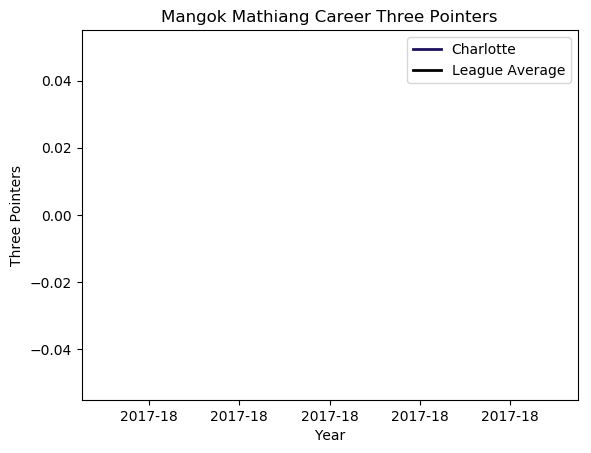 Mangok Mathiang Career Three Pointers
Charlotte
League Average
Three Pointers
0.04
0.02
0.00
−0.02
−0.04
2017-18 2017-18 2017-18 2017-18 2017-18
Year